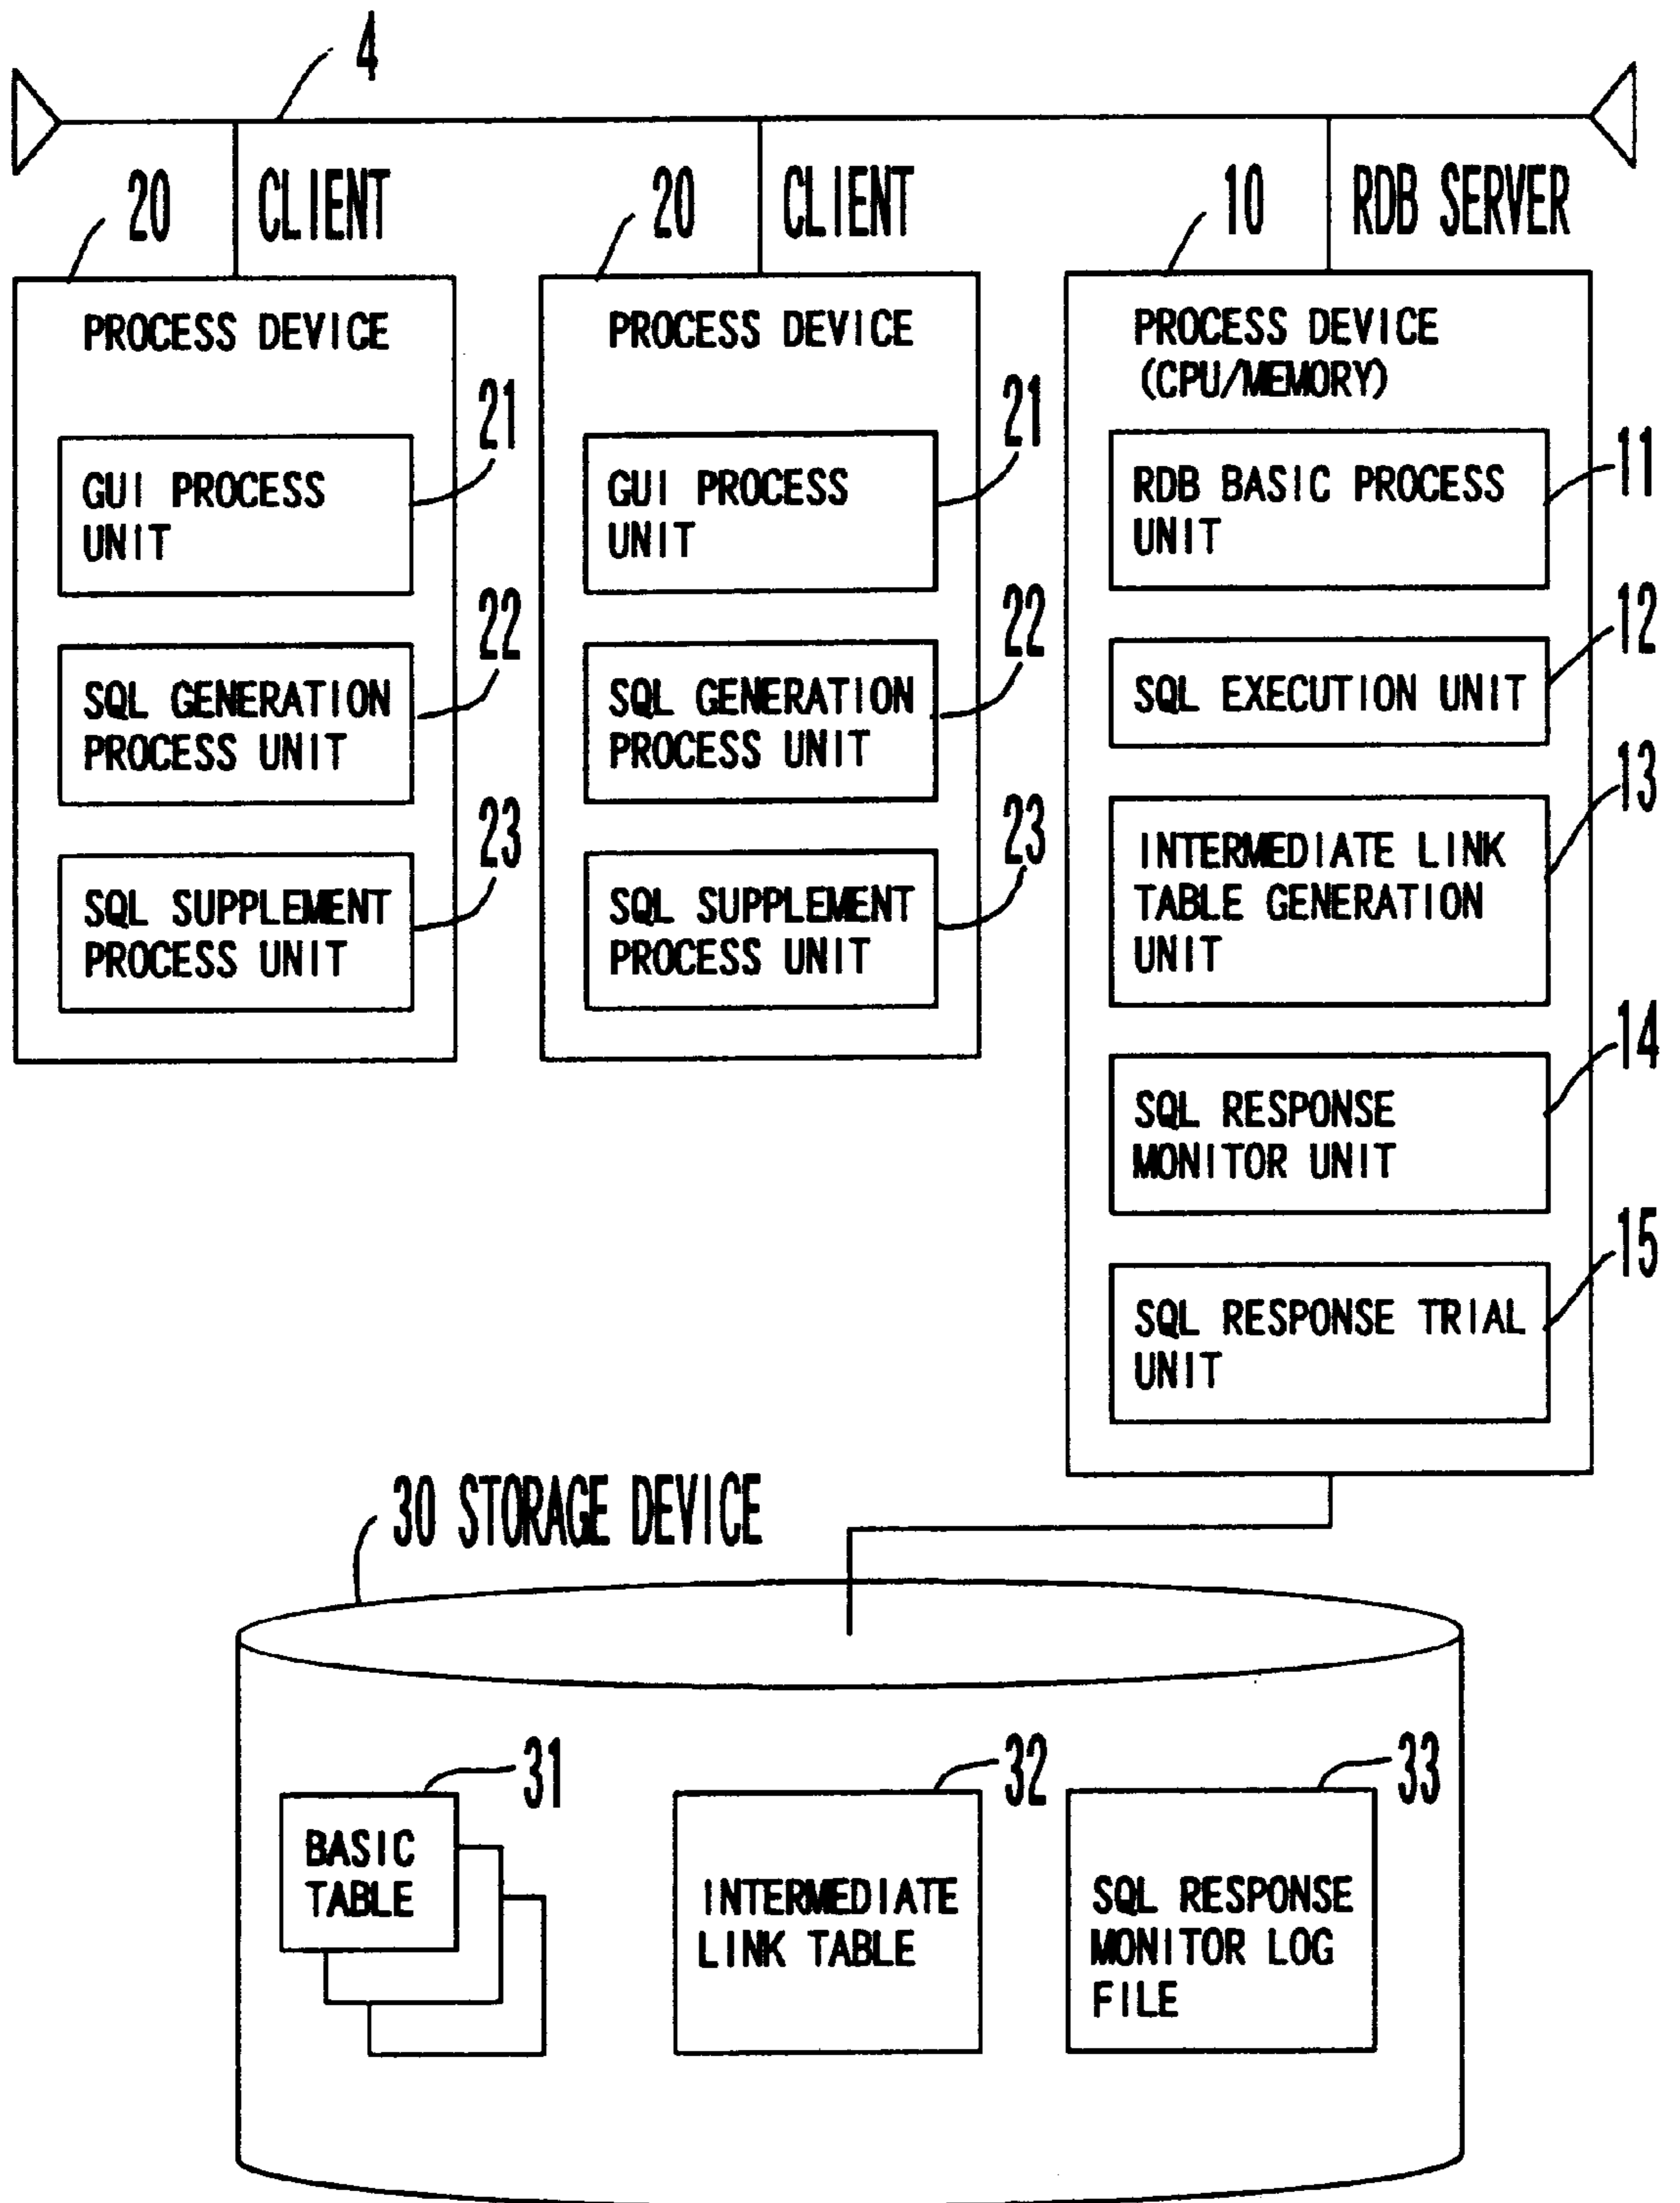 4
20 CLIENT
20 CLIENT
10 RDB SERVER
PROCESS DEVICE
21
GUI PROCESS
UNIT
22
SQL GENERATION
PROCESS UNIT
23
SQL SUPPLEMENT
PROCESS UNIT
PROCESS DEVICE
21
GUI PROCESS
UNIT
22
SQL GENERATION
PROCESS UNIT
23
SQL SUPPLEMENT
PROCESS UNIT
PROCESS DEVICE
(CPU/MEMORY)
11
RDB BASIC PROCESS
UNIT
12
SQL EXECUTION UNIT
13
INTERMEDIATE LINK
TABLE GENERATION
UNIT
14
SQL RESPONSE
MONITOR UNIT
15
SQL RESPONSE TRIAL
UNIT
30 STORAGE DEVICE
31
BASIC
TABLE
32
INTERMEDIATE
LINK TABLE
33
SQL RESPONSE
MONITOR LOG
FILE